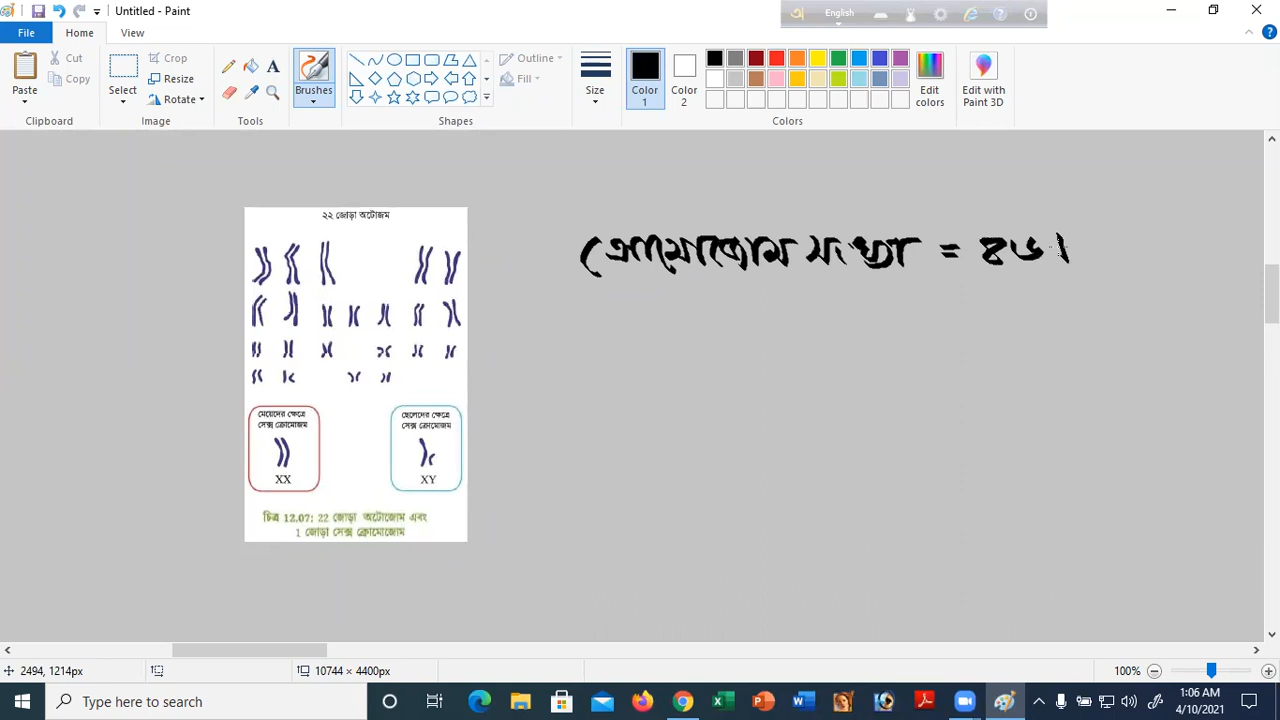 Untitled - Paint
English
File
Home
View
Paste
Cut
Copy
Clipboard
Select
Crop
Resize
Rotate
Image
Tools
Brushes
Shapes
Outline
Fill
Size
Color 1
Color 2
Colors
Edit colors
Edit with Paint 3D
২২ জোড়া অটোজম
ক্রোমোজোম সংখ্যা = ৪৬
মেয়েদের ক্ষেত্রে
সেক্স ক্রোমোজম
XX
ছেলেদের ক্ষেত্রে
সেক্স ক্রোমোজম
XY
চিত্র 12.07: 22 জোড়া অটোজোম এবং
1 জোড়া সেক্স ক্রোমোজোম
2494, 1214px
10744 × 4400px
100%
Type here to search
1:06 AM
4/10/2021